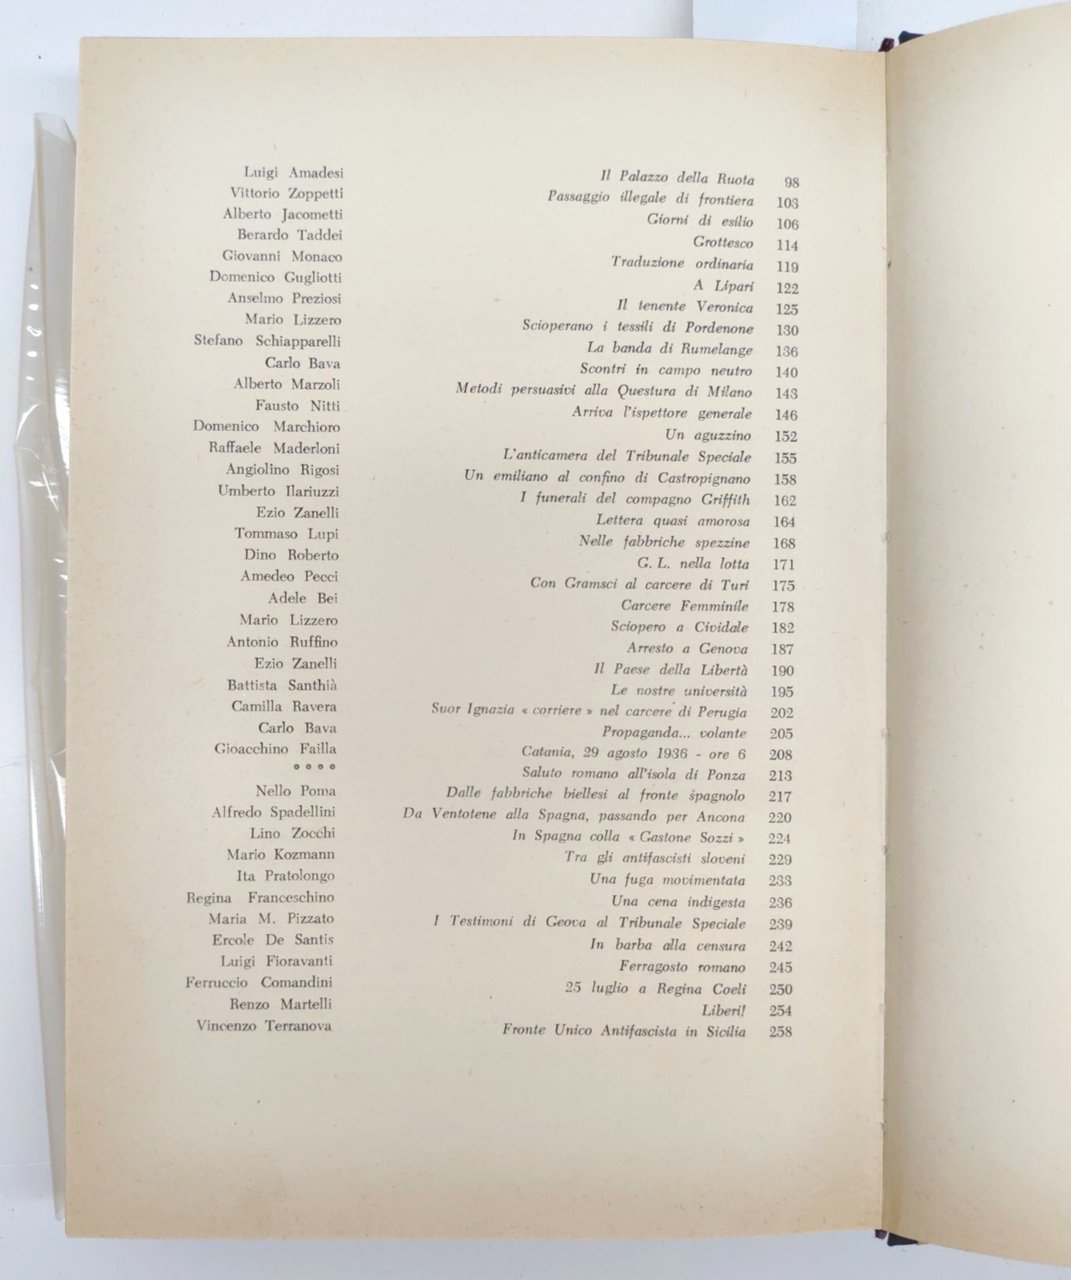 Luigi Amadesi Il Palazzo della Ruota 98
Vittorio Zoppetti Passaggio illegale di frontiera 103
Alberto Jacometti Giorni di esilio 106
Berardo Taddei Grottesco 114
Giovanni Monaco Traduzione ordinaria 119
Domenico Gugliotti A Lipari 122
Anselmo Preziosi Il tenente Veronica 125
Mario Lizzero Scioperano i tessili di Pordenone 130
Stefano Schiapparelli La banda di Rumelange 136
Carlo Bava Scontri in campo neutro 140
Alberto Marzoli Metodi persuasivi alla Questura di Milano 143
Fausto Nitti Arriva l'ispettore generale 146
Domenico Marchioro Un aguzzino 152
Raffaele Maderloni L'anticamera del Tribunale Speciale 155
Angiolino Rigosi Un emiliano al confino di Castropignano 158
Umberto Ilariuzzi I funerali del compagno Griffith 162
Ezio Zanelli Lettera quasi amorosa 164
Tommaso Lupi Nelle fabbriche spezzine 168
Dino Roberto G. L. nella lotta 171
Amedeo Pecci Con Gramsci al carcere di Turi 175
Adele Bei Carcere Femminile 178
Mario Lizzero Sciopero a Cividale 182
Antonio Ruffino Arresto a Genova 187
Ezio Zanelli Il Paese della Libertà 190
Battista Santhià Le nostre università 195
Camilla Ravera Suor Ignazia « corriere » nel carcere di Perugia 202
Carlo Bava Propaganda... volante 205
Gioacchino Failla Catania, 29 agosto 1936 - ore 6 208
° ° ° ° Saluto romano all'isola di Ponza 213
Nello Poma Dalle fabbriche biellesi al fronte spagnolo 217
Alfredo Spadellini Da Ventotene alla Spagna, passando per Ancona 220
Lino Zocchi In Spagna colla « Gastone Sozzi » 224
Mario Kozmann Tra gli antifascisti sloveni 229
Ita Pratolongo Una fuga movimentata 233
Regina Franceschino Una cena indigesta 236
Maria M. Pizzato I Testimoni di Geova al Tribunale Speciale 239
Ercole De Santis In barba alla censura 242
Luigi Fioravanti Ferragosto romano 245
Ferruccio Comandini 25 luglio a Regina Coeli 250
Renzo Martelli Liberi! 254
Vincenzo Terranova Fronte Unico Antifascista in Sicilia 258